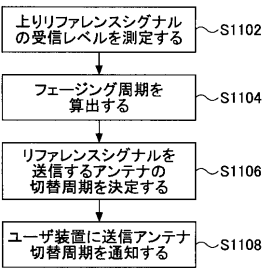 上りリファレンスシグナル
の受信レベルを測定する
S1102
フェージング周期を
算出する
S1104
リファレンスシグナルを
送信するアンテナの
切替周期を決定する
S1106
ユーザ装置に送信アンテナ
切替周期を通知する
S1108